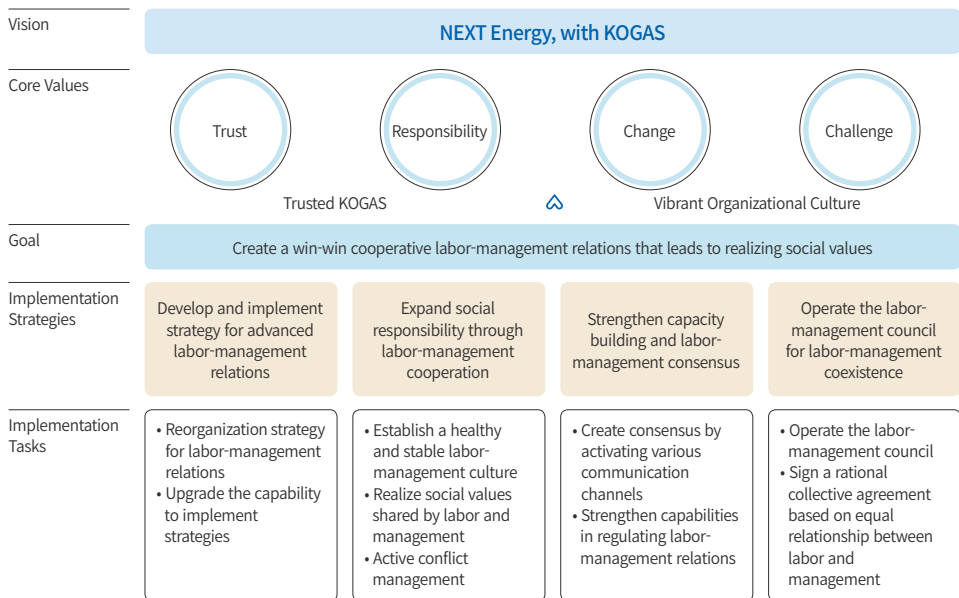 Vision
NEXT Energy, with KOGAS
Core Values
Trust
Responsibility
Change
Challenge
Trusted KOGAS
Vibrant Organizational Culture
Goal
Create a win-win cooperative labor-management relations that leads to realizing social values
Implementation
Strategies
Develop and implement
strategy for advanced
labor-management
relations
Expand social
responsibility through
labor-management
cooperation
Strengthen capacity
building and labor-
management consensus
Operate the labor-
management council
for labor-management
coexistence
Implementation
Tasks
• Reorganization strategy
for labor-management
relations
• Upgrade the capability
to implement
strategies
• Establish a healthy
and stable labor-
management culture
• Realize social values
shared by labor and
management
• Active conflict
management
• Create consensus by
activating various
communication
channels
• Strengthen capabilities
in regulating labor-
management relations
• Operate the labor-
management council
• Sign a rational
collective agreement
based on equal
relationship between
labor and
management